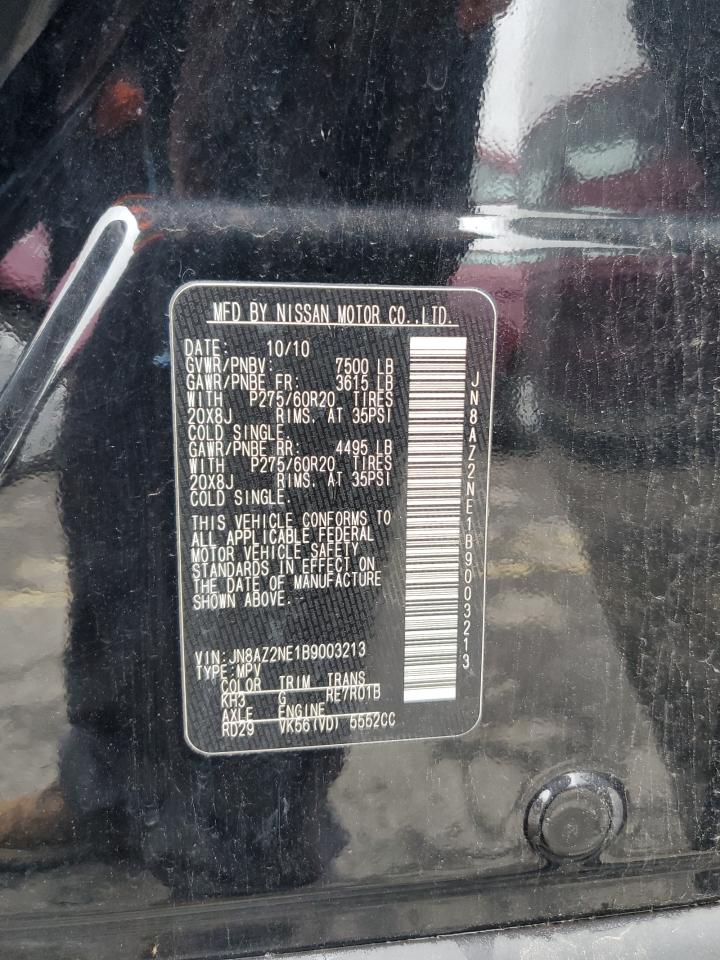 MFD BY NISSAN MOTOR CO.,LTD.
DATE: 10/10
GVWR/PNBV: 7500 LB
GAWR/PNBE FR: 3615 LB
WITH P275/60R20 TIRES
20X8J RIMS. AT 35PSI
COLD SINGLE
GAWR/PNBE RR: 4495 LB
WITH P275/60R20 TIRES
20X8J RIMS. AT 35PSI
COLD SINGLE.
THIS VEHICLE CONFORMS TO
ALL APPLICABLE FEDERAL
MOTOR VEHICLE SAFETY
STANDARDS IN EFFECT ON
THE DATE OF MANUFACTURE
SHOWN ABOVE.
VIN:JN8AZ2NE1B9003213
TYPE:MPV
COLOR TRIM TRANS
KH3 G RE7R01B
AXLE ENGINE
RD29 VK56(VD) 5552CC
JN8AZ2NE1B9003213